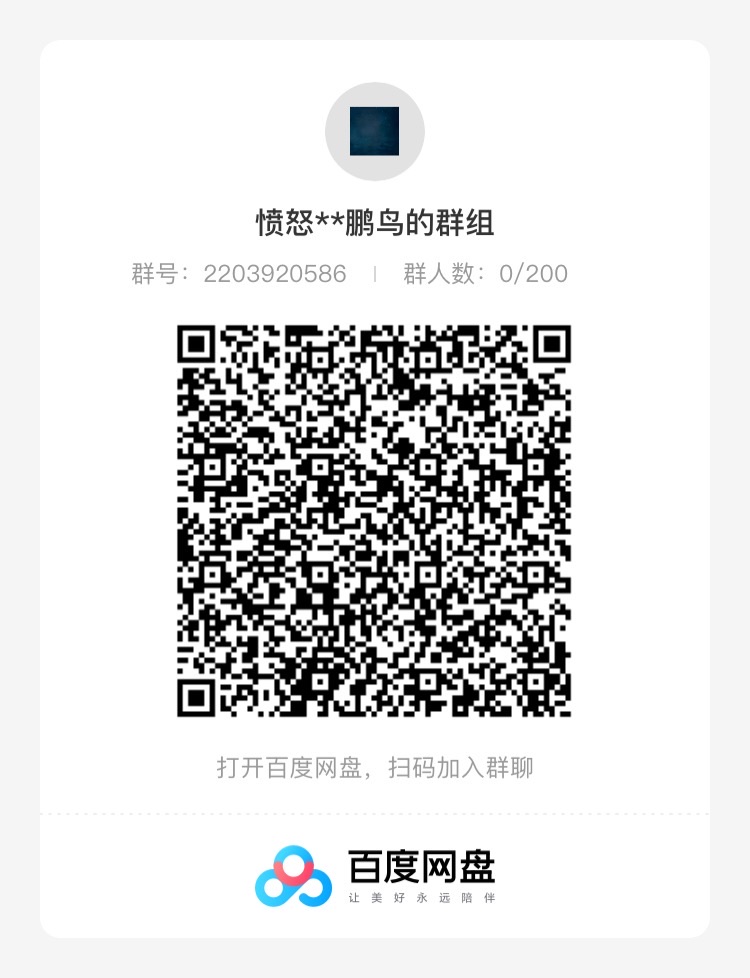 愤怒**鹏鸟的群组
群号：2203920586 | 群人数：0/200
打开百度网盘，扫码加入群聊
百度网盘
让美好永远陪伴